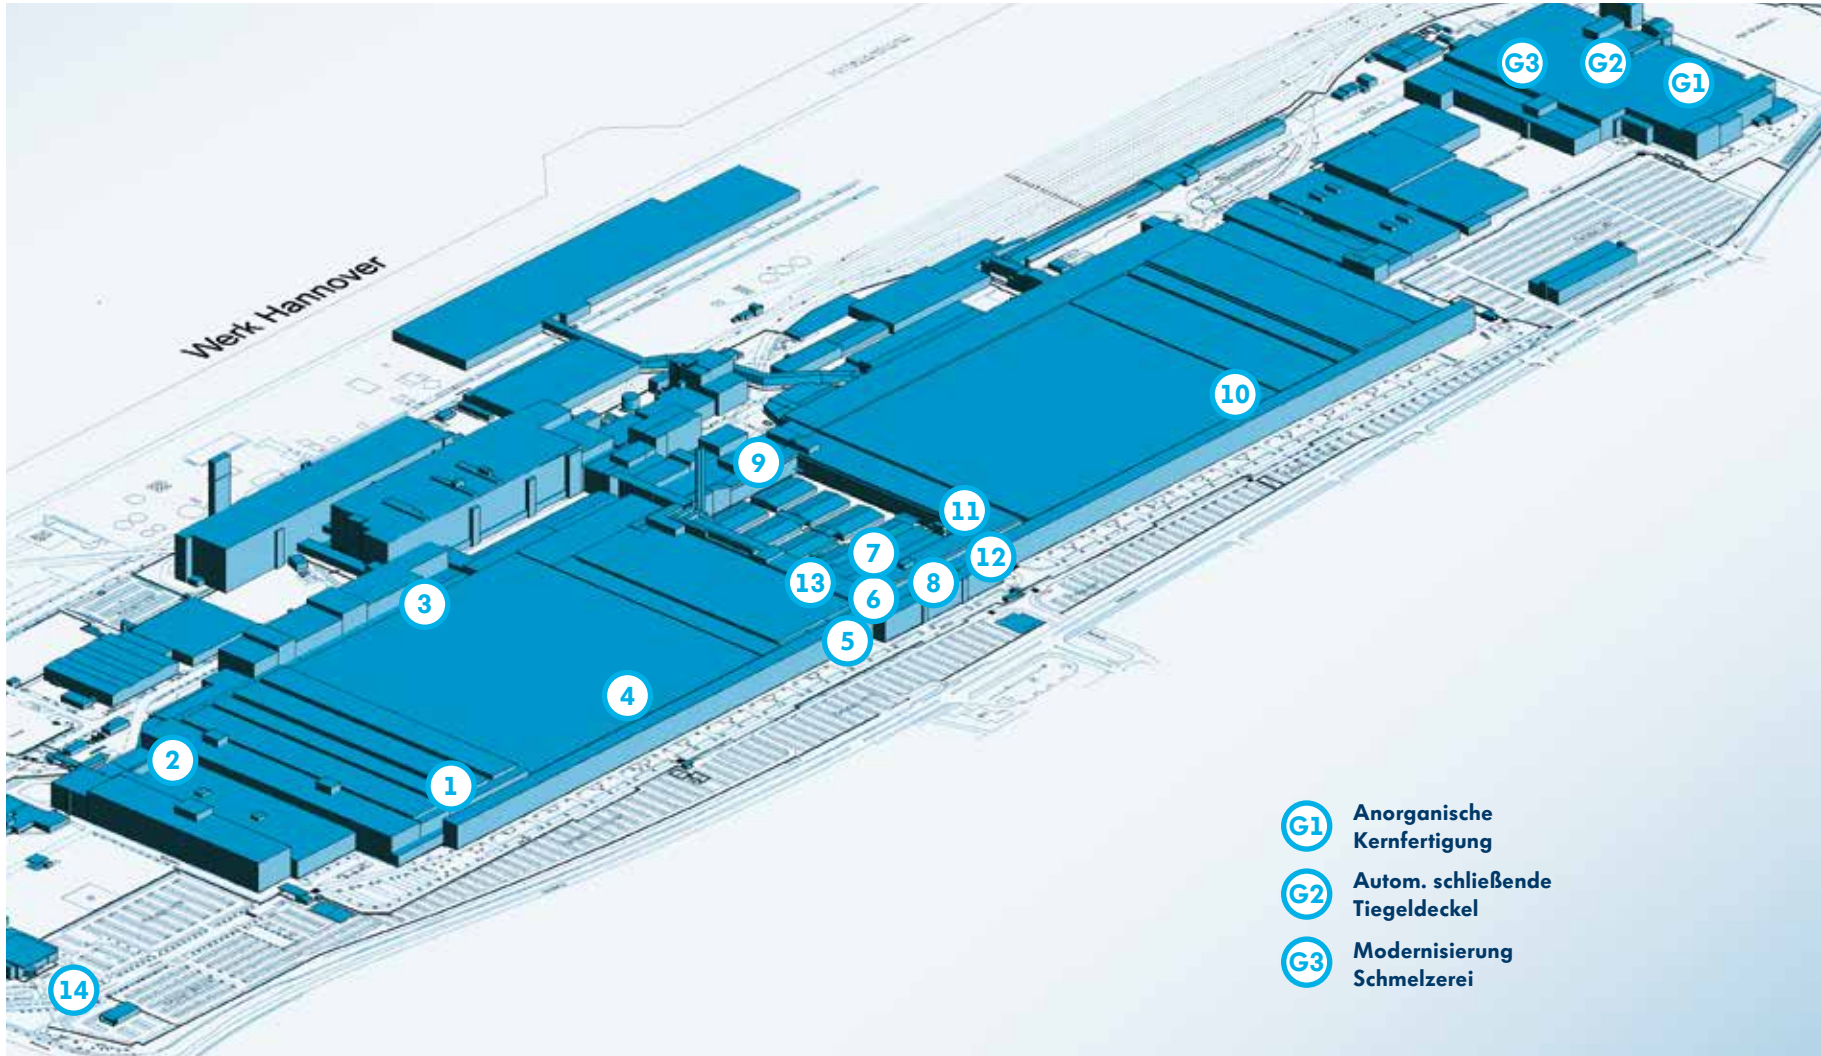 G3
G2
G1
Werk Hannover
10
9
11
7
12
13
8
3
6
5
4
2
1
14
G1 Anorganische
Kernfertigung
G2 Autom. schließende
Tiegeldeckel
G3 Modernisierung
Schmelzerei